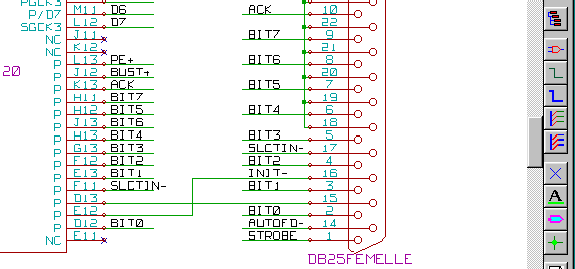 PGCK3
P/D7 M11 D6 ACK 10
SGCK3 L12 D7 22
NC J11 BIT7 9
NC K12 21
P L13 PE+ BIT6 8
20 P J12 BUST+ 20
P K13 ACK BIT5 7
P H11 BIT7 19
P H12 BIT5 BIT4 6
P J13 BIT6 18
P H13 BIT4 BIT3 5
P G13 BIT3 SLCTIN- 17
P F12 BIT2 BIT2 4
P E13 BIT1 INIT- 16
P F11 SLCTIN- BIT1 3
P D13 15
P E12 BIT0 2
P D12 BIT0 AUTOFD- 14
NC E11 STROBE 1
DB25FEMELLE
A